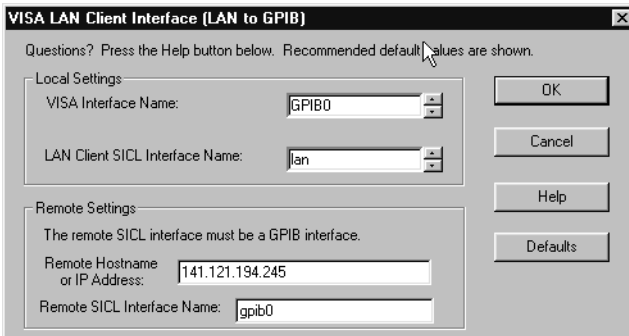 VISA LAN Client Interface (LAN to GPIB)
Questions? Press the Help button below. Recommended default values are shown.
Local Settings
VISA Interface Name: GPIB0
OK
LAN Client SICL Interface Name: lan
Cancel
Help
Remote Settings
The remote SICL interface must be a GPIB interface.
Defaults
Remote Hostname
or IP Address: 141.121.194.245
Remote SICL Interface Name: gpib0